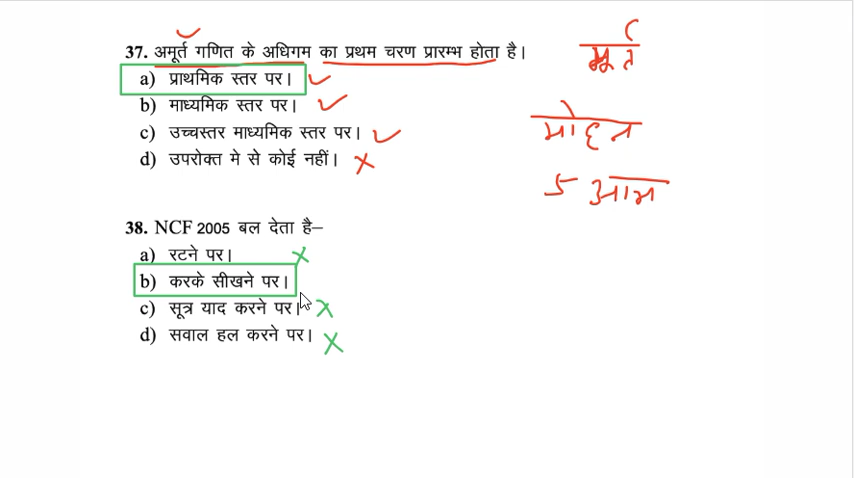 37. अमूर्त गणित के अधिगम का प्रथम चरण प्रारम्भ होता है।
a) प्राथमिक स्तर पर।
b) माध्यमिक स्तर पर।
c) उच्चस्तर माध्यमिक स्तर पर।
d) उपरोक्त मे से कोई नहीं।
38. NCF 2005 बल देता है–
a) रटने पर।
b) करके सीखने पर।
c) सूत्र याद करने पर।
d) सवाल हल करने पर।
मूर्त
मोहन
5 आम